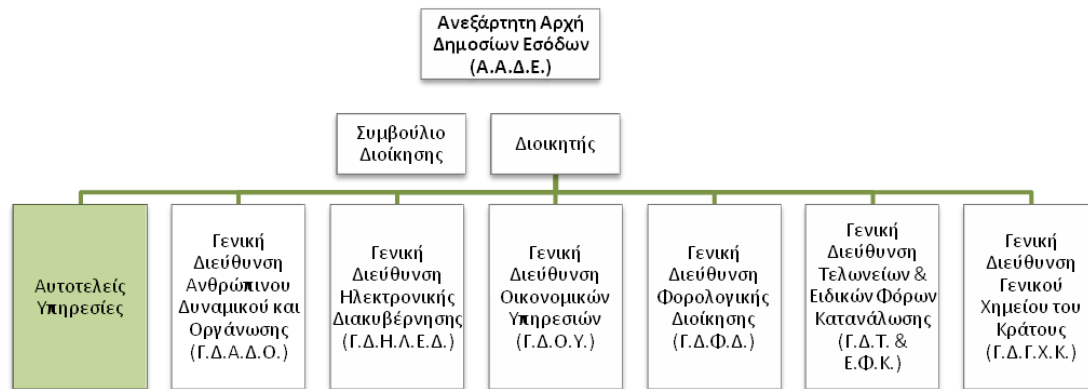 Ανεξάρτητη Αρχή
Δημοσίων Εσόδων
(Α.Α.Δ.Ε.)
Συμβούλιο
Διοίκησης
Διοικητής
Αυτοτελείς
Υπηρεσίες
Γενική
Διεύθυνση
Ανθρώπινου
Δυναμικού και
Οργάνωσης
(Γ.Δ.Α.Δ.Ο.)
Γενική
Διεύθυνση
Ηλεκτρονικής
Διακυβέρνησης
(Γ.Δ.Η.Λ.Ε.Δ.)
Γενική
Διεύθυνση
Οικονομικών
Υπηρεσιών
(Γ.Δ.Ο.Υ.)
Γενική
Διεύθυνση
Φορολογικής
Διοίκησης
(Γ.Δ.Φ.Δ.)
Γενική
Διεύθυνση
Τελωνείων &
Ειδικών Φόρων
Κατανάλωσης
(Γ.Δ.Τ. &
Ε.Φ.Κ.)
Γενική
Διεύθυνση
Γενικού
Χημείου του
Κράτους
(Γ.Δ.Γ.Χ.Κ.)